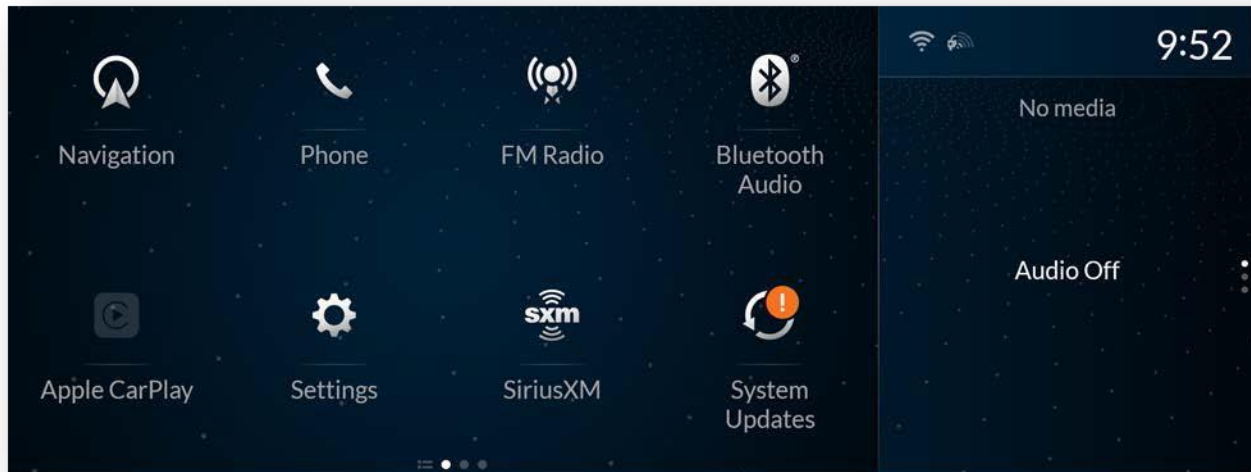 9:52
Navigation
Phone
FM Radio
®
Bluetooth
Audio
No media
Audio Off
sxm
!
Apple CarPlay
Settings
SiriusXM
System
Updates